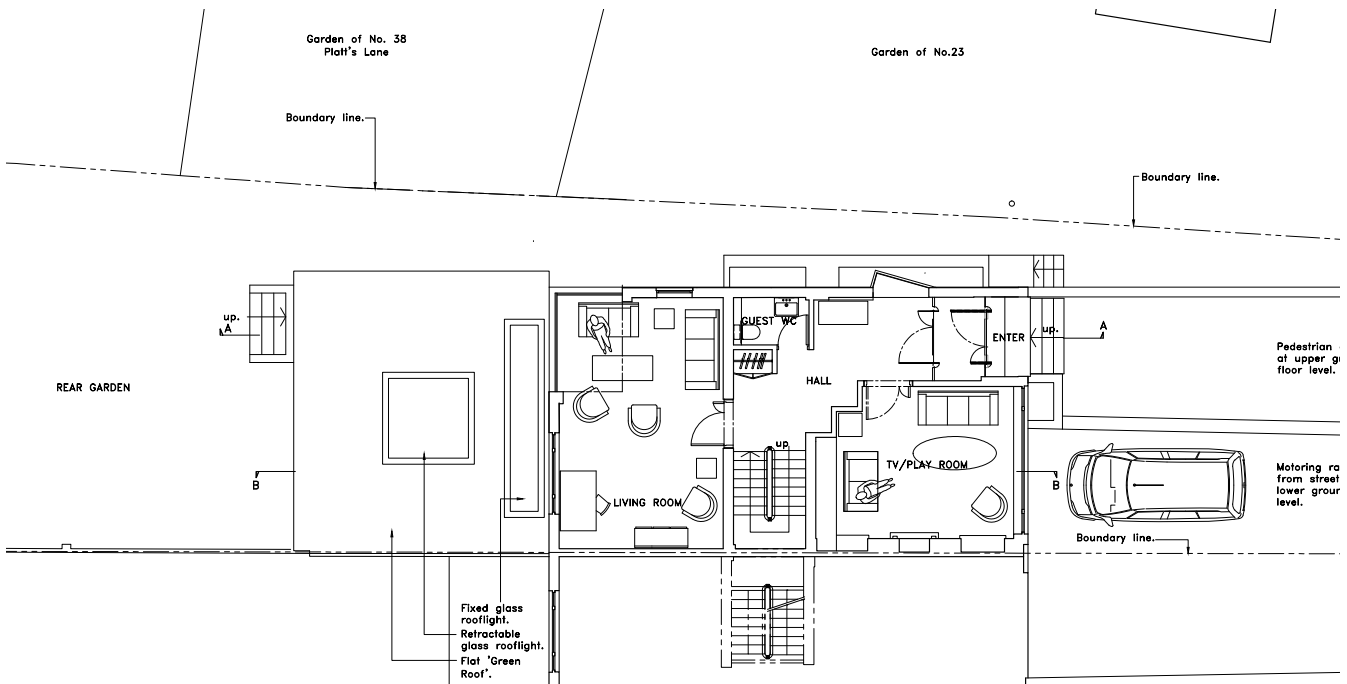 Garden of No. 38
Platt's Lane
Garden of No.23
Boundary line.
Boundary line.
up.
A
REAR GARDEN
B
GUEST WC
HALL
ENTER
up.
A
up
LIVING ROOM
TV/PLAY ROOM
B
Pedestrian
at upper
floor level.
Motoring
from street
lower
level.
Boundary line.
Fixed glass
rooflight.
Retractable
glass rooflight.
Flat 'Green
Roof'.